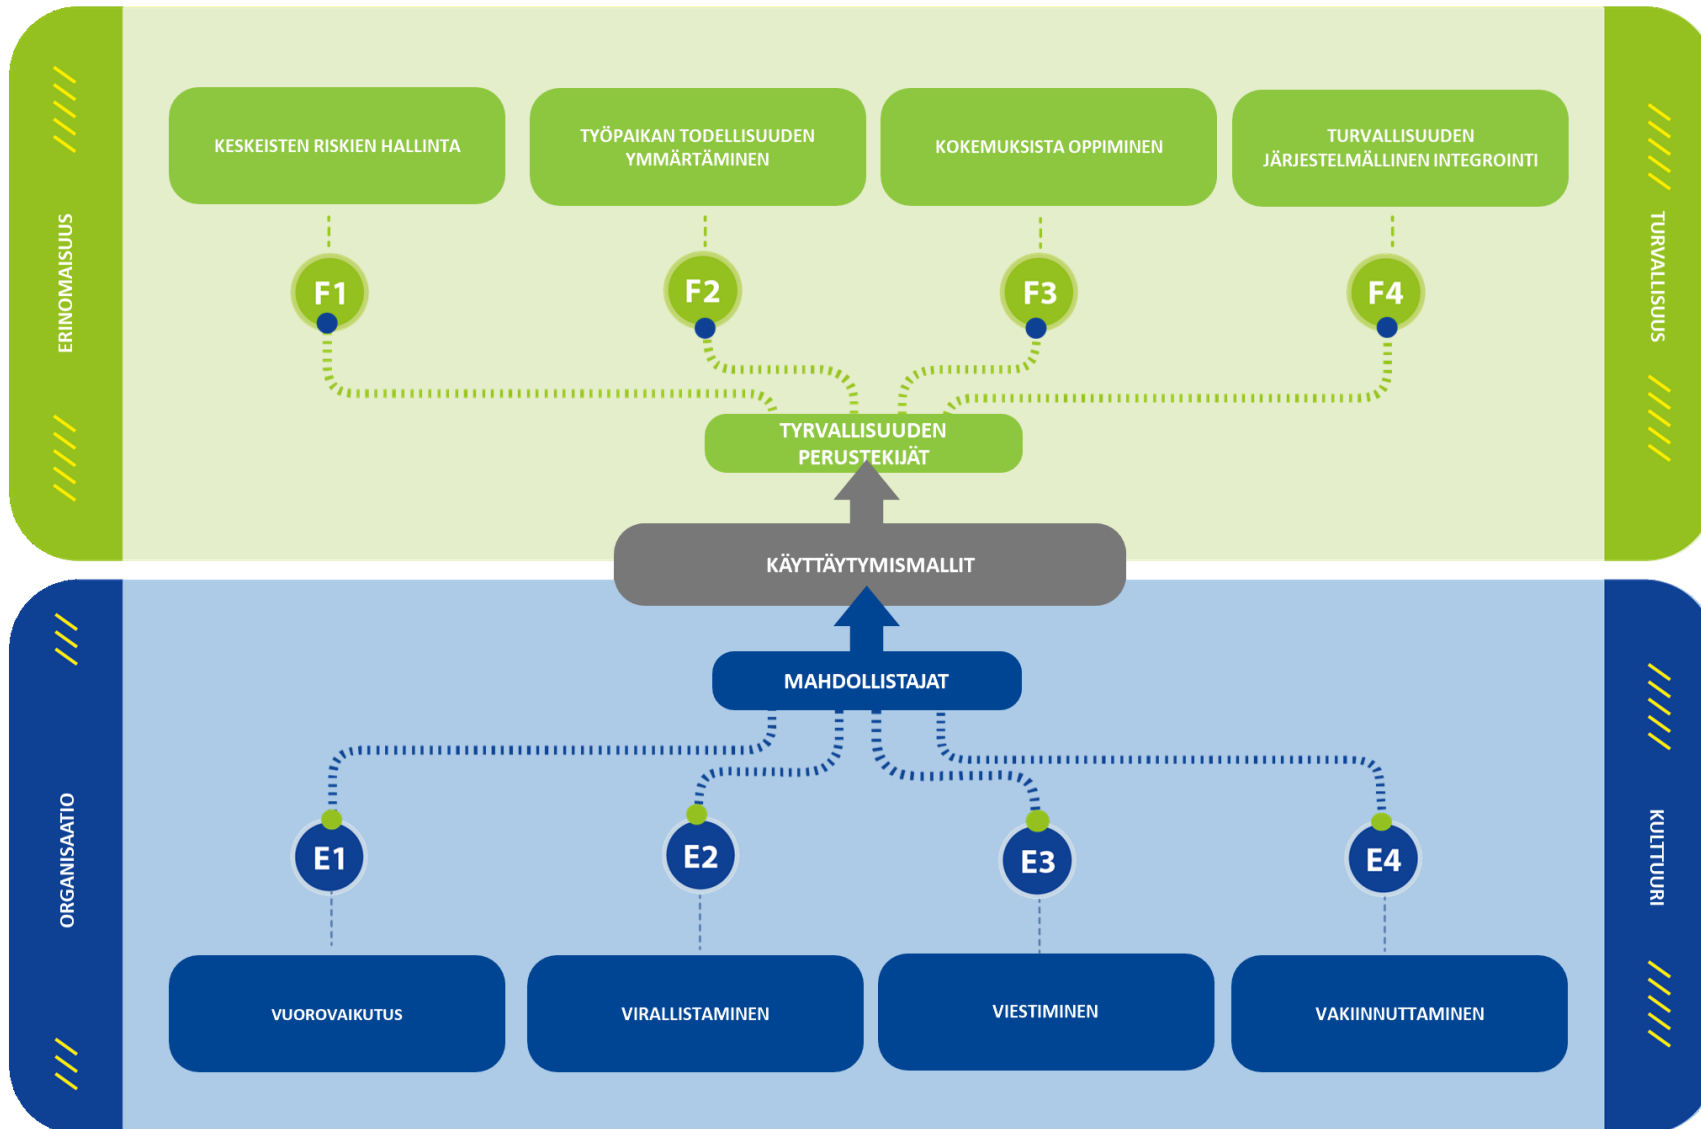 ERINOMAISUUS
TURVALLISUUS
KESKEISTEN RISKIEN HALLINTA
TYÖPAIKAN TODELLISUUDEN
YMMÄRTÄMINEN
KOKEMUKSISTA OPPIMINEN
TURVALLISUUDEN
JÄRJESTELMÄLLINEN INTEGROINTI
F1
F2
F3
F4
TYRVALLISUUDEN
PERUSTEKIJÄT
KÄYTTÄYTYMISMALLIT
MAHDOLLISTAJAT
ORGANISAATIO
KULTTUURI
E1
E2
E3
E4
VUOROVAIKUTUS
VIRALLISTAMINEN
VIESTIMINEN
VAKIINNUTTAMINEN